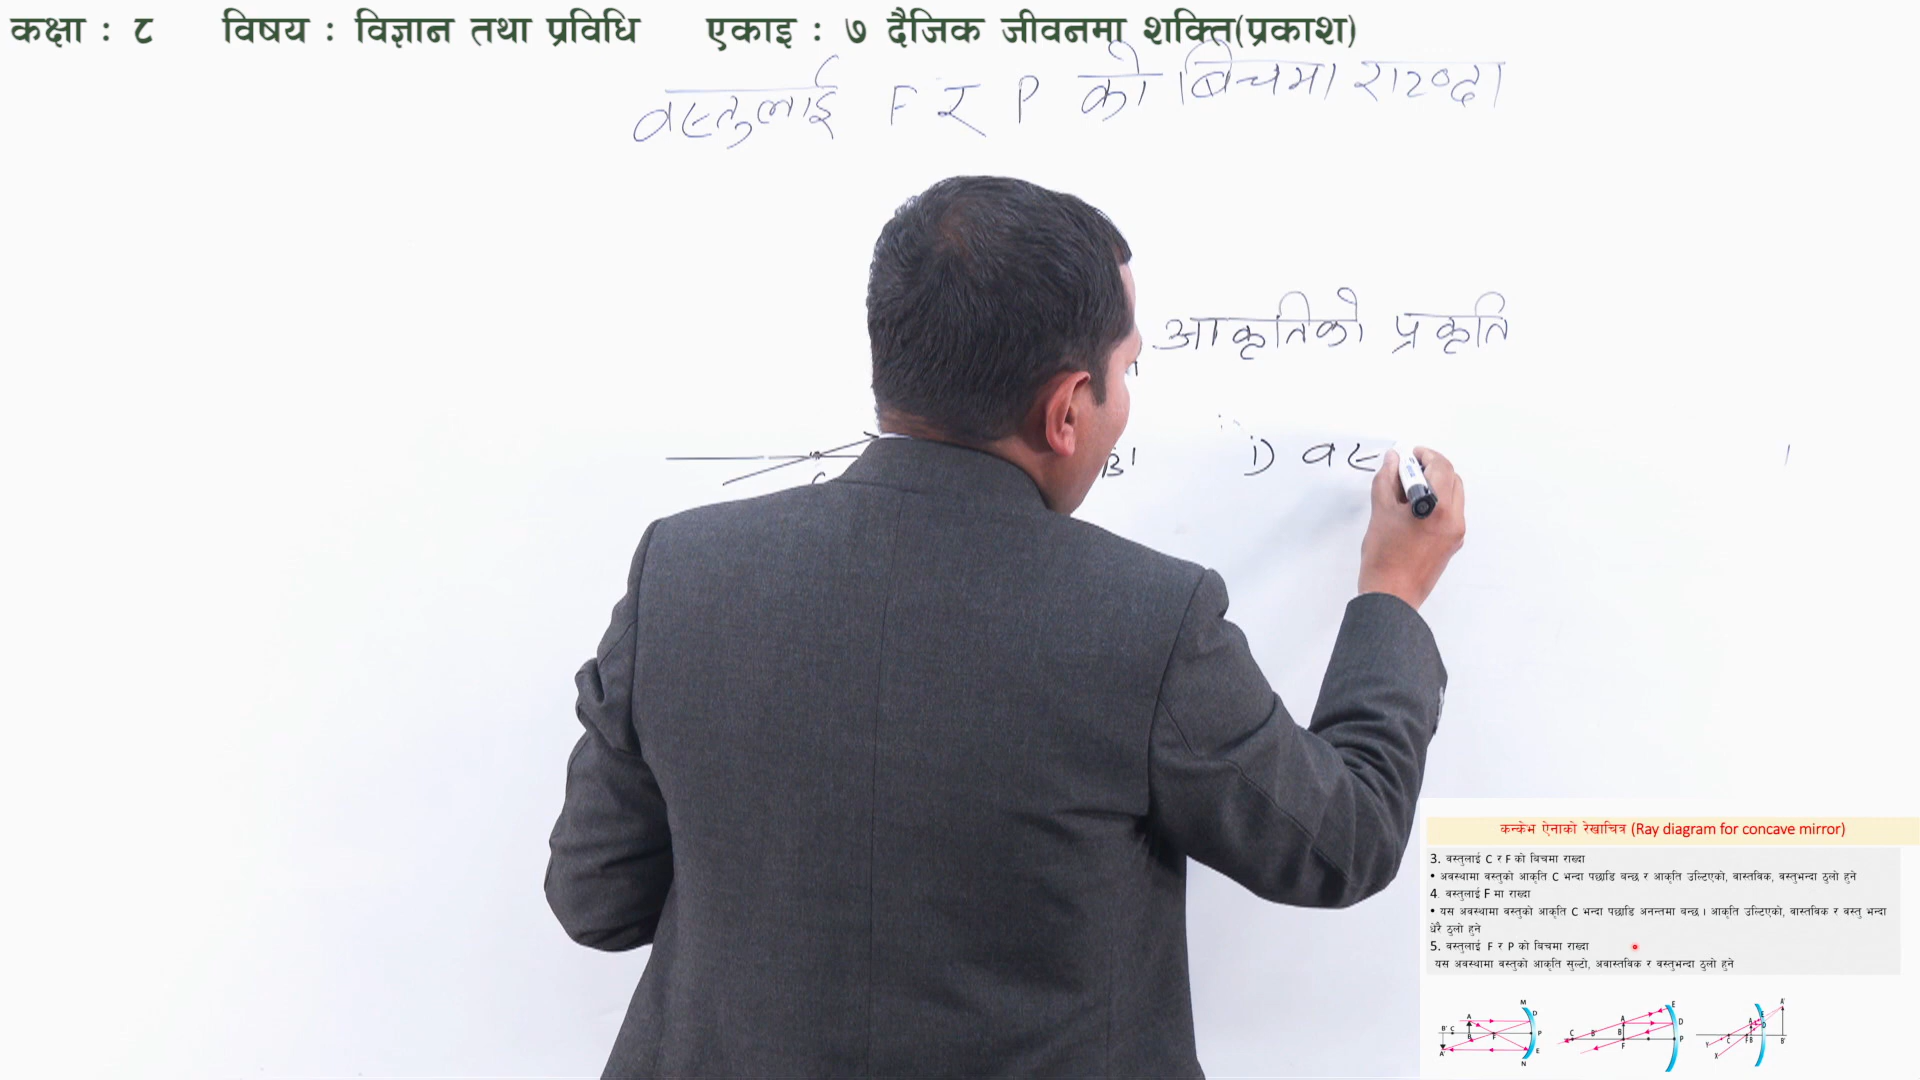 कक्षा : ८ विषय : विज्ञान तथा प्रविधि एकाइ : ७ दैनिक जीवनमा शक्ति(प्रकाश)
वस्तुलाई F र P को बिचमा राख्दा
आकृतिको प्रकृति
B'
i) वस्
C
कन्केभ ऐनाको रेखाचित्र (Ray diagram for concave mirror)
3. वस्तुलाई C र F को बिचमा राख्दा
• अवस्थामा वस्तुको आकृति C भन्दा पछाडि बन्छ र आकृति उल्टिएको, वास्तविक, वस्तुभन्दा ठुलो हुने
4. वस्तुलाई F मा राख्दा
• यस अवस्थामा वस्तुको आकृति C भन्दा पछाडि अनन्तमा बन्छ । आकृति उल्टिएको, वास्तविक र वस्तु भन्दा
धेरै ठुलो हुने
5. वस्तुलाई F र P को बिचमा राख्दा
यस अवस्थामा वस्तुको आकृति सुल्टो, अवास्तविक र वस्तुभन्दा ठुलो हुने
M
A D
B' C B F P
A' E
N
E
A D
C B B P
F
A'
A E
D
Y C F B B'
X